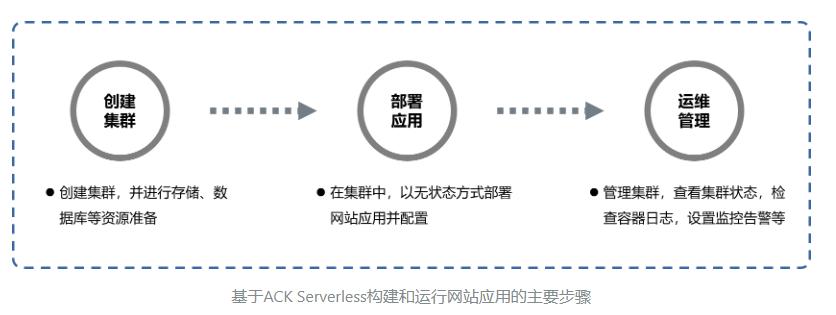 创建
集群
部署
应用
运维
管理
● 创建集群，并进行存储、数
据库等资源准备
● 在集群中，以无状态方式部署
网站应用并配置
● 管理集群，查看集群状态，检
查容器日志，设置监控告警等
基于ACK Serverless构建和运行网站应用的主要步骤